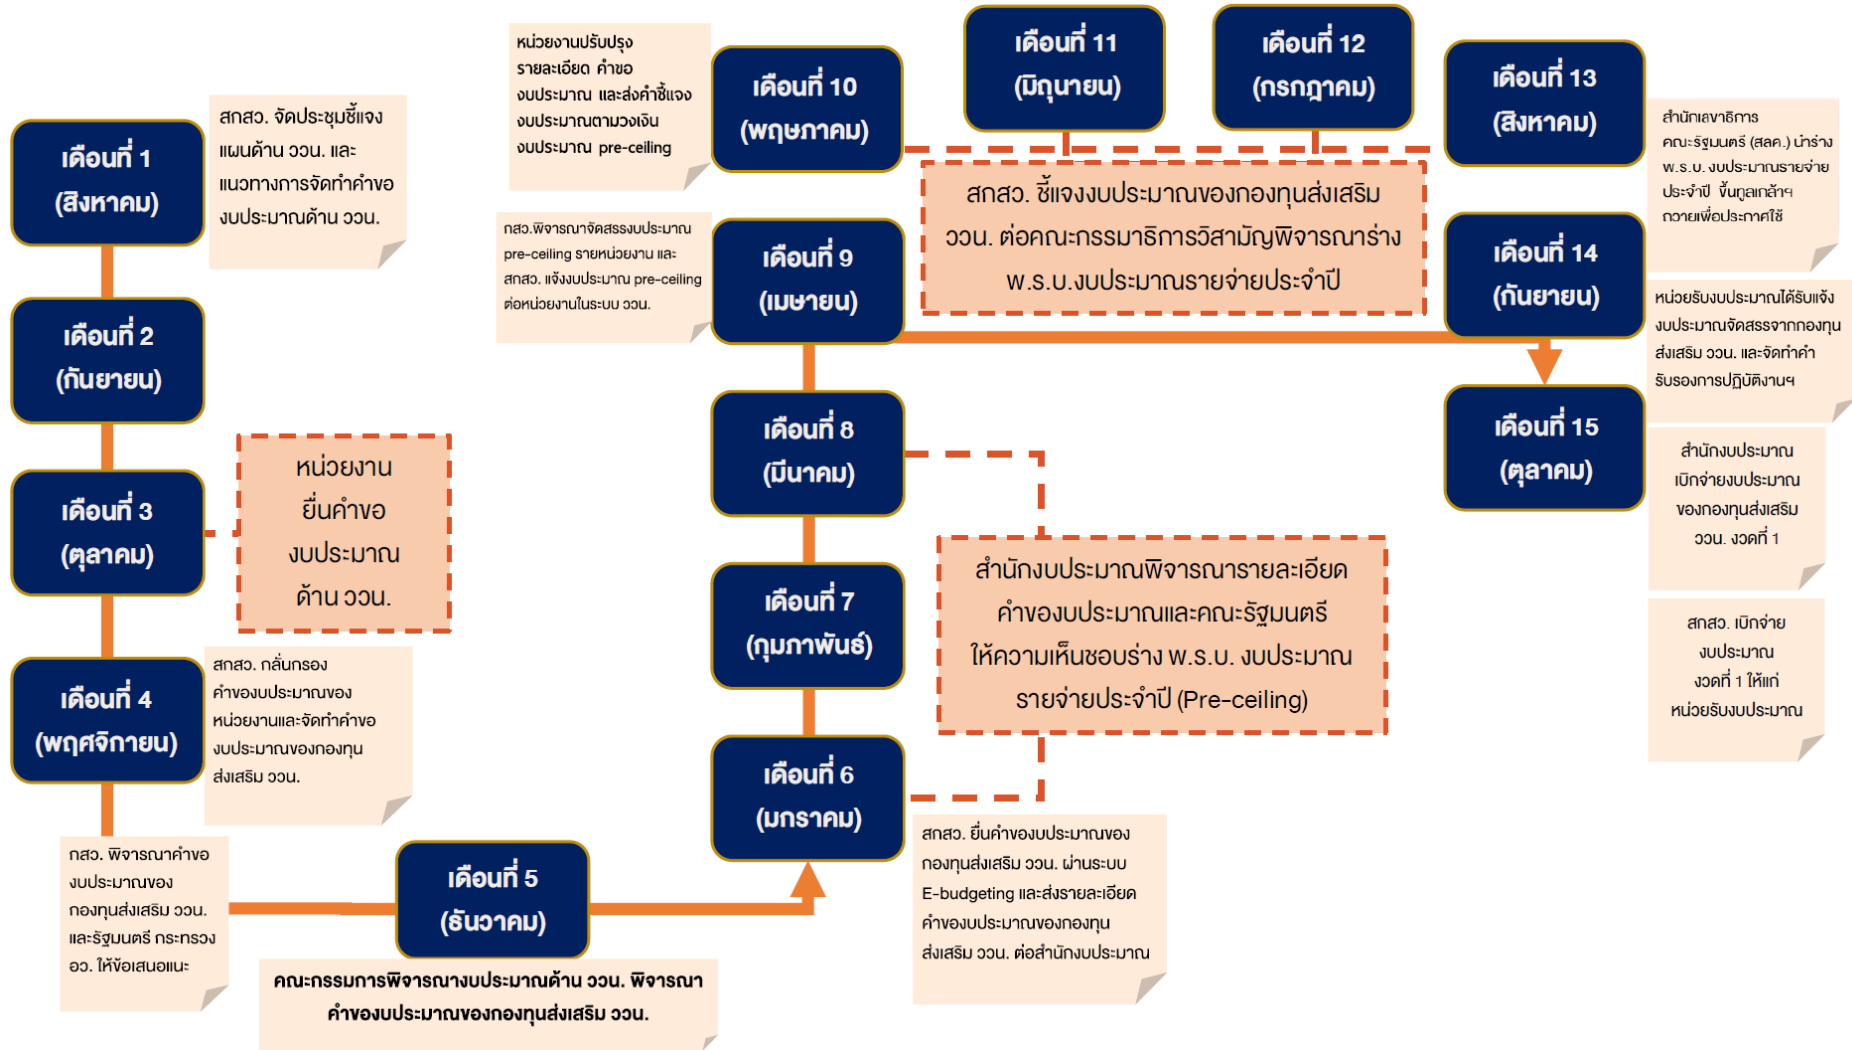 เดือนที่ 1
(สิงหาคม)
สกสว. จัดประชุมชี้แจง
แผนด้าน ววน. และ
แนวทางการจัดทำคำขอ
งบประมาณด้าน ววน.
เดือนที่ 2
(กันยายน)
เดือนที่ 3
(ตุลาคม)
หน่วยงาน
ยื่นคำขอ
งบประมาณ
ด้าน ววน.
เดือนที่ 4
(พฤศจิกายน)
สกสว. กลั่นกรอง
คำของบประมาณของ
หน่วยงานและจัดทำคำขอ
งบประมาณของกองทุน
ส่งเสริม ววน.
กสว. พิจารณาคำขอ
งบประมาณของ
กองทุนส่งเสริม ววน.
และรัฐมนตรี กระทรวง
อว. ให้ข้อเสนอแนะ
เดือนที่ 5
(ธันวาคม)
คณะกรรมการพิจารณางบประมาณด้าน ววน. พิจารณา
คำของบประมาณของกองทุนส่งเสริม ววน.
เดือนที่ 6
(มกราคม)
สกสว. ยื่นคำของบประมาณของ
กองทุนส่งเสริม ววน. ผ่านระบบ
E-budgeting และส่งรายละเอียด
คำของบประมาณของกองทุน
ส่งเสริม ววน. ต่อสำนักงบประมาณ
เดือนที่ 7
(กุมภาพันธ์)
เดือนที่ 8
(มีนาคม)
สำนักงบประมาณพิจารณารายละเอียด
คำของบประมาณและคณะรัฐมนตรี
ให้ความเห็นชอบร่าง พ.ร.บ. งบประมาณ
รายจ่ายประจำปี (Pre-ceiling)
เดือนที่ 9
(เมษายน)
กสว.พิจารณาจัดสรรงบประมาณ
pre-ceiling รายหน่วยงาน และ
สกสว. แจ้งงบประมาณ pre-ceiling
ต่อหน่วยงานในระบบ ววน.
เดือนที่ 10
(พฤษภาคม)
หน่วยงานปรับปรุง
รายละเอียด คำขอ
งบประมาณ และส่งคำชี้แจง
งบประมาณตามวงเงิน
งบประมาณ pre-ceiling
เดือนที่ 11
(มิถุนายน)
เดือนที่ 12
(กรกฎาคม)
สกสว. ชี้แจงงบประมาณของกองทุนส่งเสริม
ววน. ต่อคณะกรรมาธิการวิสามัญพิจารณาร่าง
พ.ร.บ.งบประมาณรายจ่ายประจำปี
เดือนที่ 13
(สิงหาคม)
สำนักเลขาธิการ
คณะรัฐมนตรี (สลค.) นำร่าง
พ.ร.บ. งบประมาณรายจ่าย
ประจำปี ขึ้นทูลเกล้าฯ
ถวายเพื่อประกาศใช้
เดือนที่ 14
(กันยายน)
หน่วยรับงบประมาณได้รับแจ้ง
งบประมาณจัดสรรจากกองทุน
ส่งเสริม ววน. และจัดทำคำ
รับรองการปฏิบัติงานฯ
เดือนที่ 15
(ตุลาคม)
สำนักงบประมาณ
เบิกจ่ายงบประมาณ
ของกองทุนส่งเสริม
ววน. งวดที่ 1
สกสว. เบิกจ่าย
งบประมาณ
งวดที่ 1 ให้แก่
หน่วยรับงบประมาณ